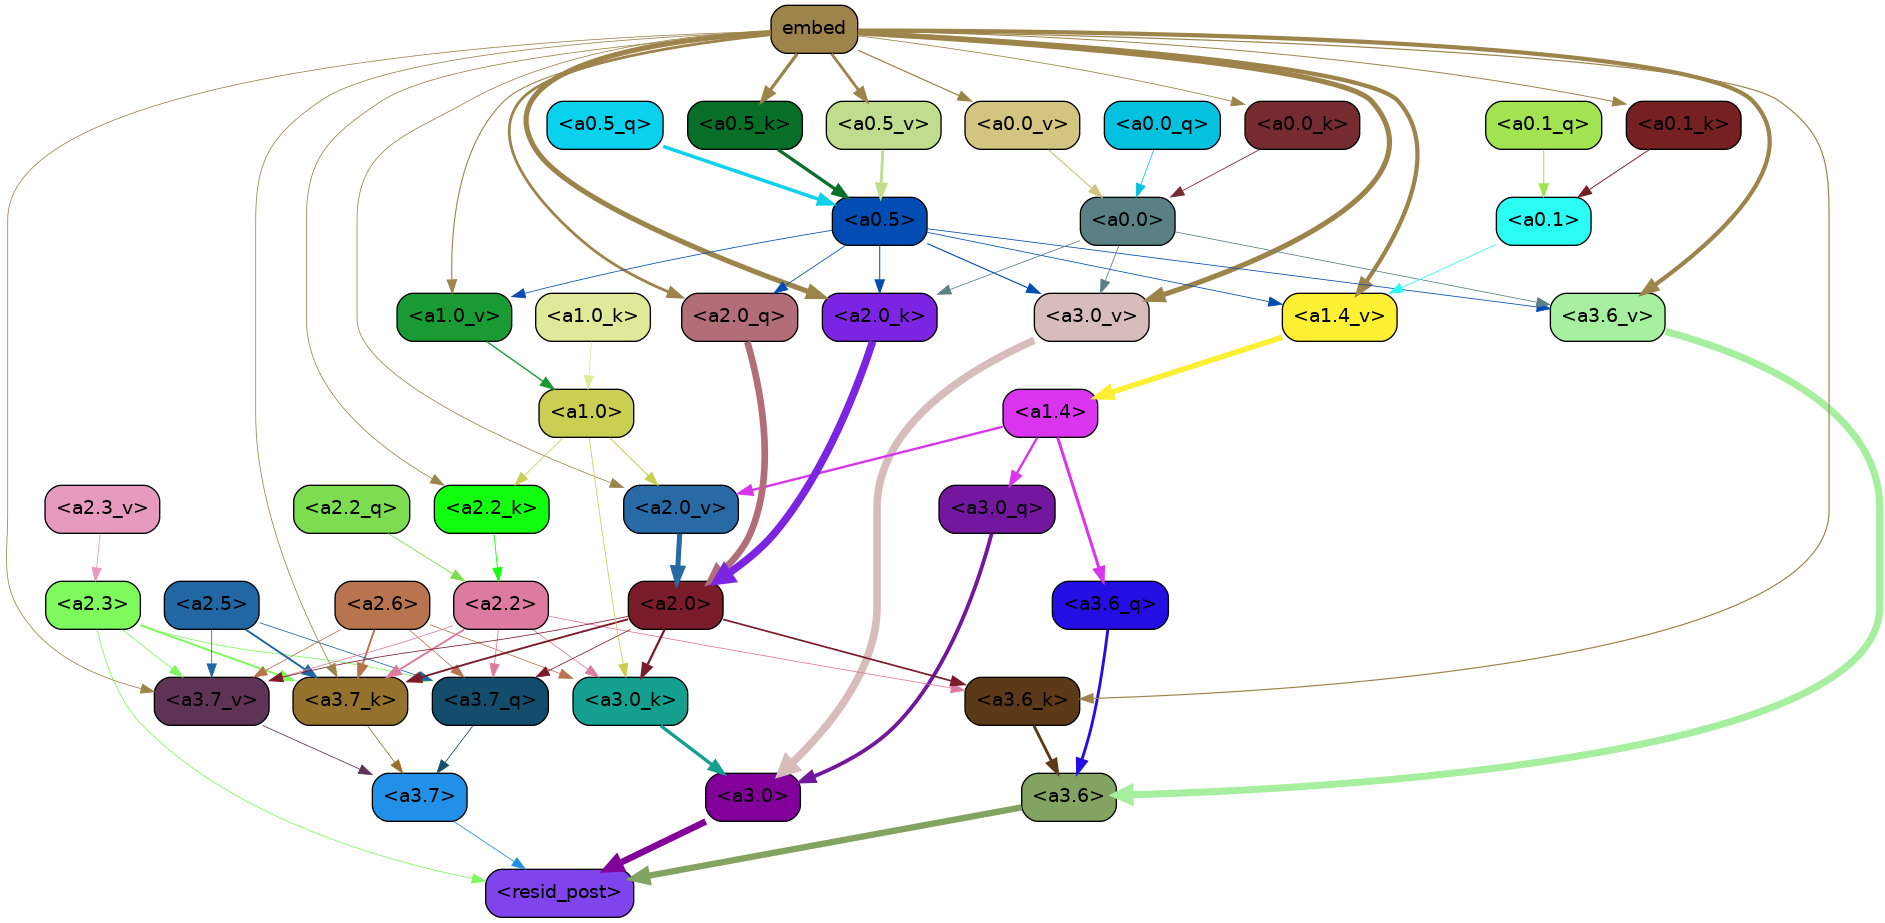 embed
<a0.5_q> <a0.5_k> <a0.5_v> <a0.0_v> <a0.0_q> <a0.0_k> <a0.1_q> <a0.1_k>
<a0.5> <a0.0> <a0.1>
<a1.0_v> <a1.0_k> <a2.0_q> <a2.0_k> <a3.0_v> <a1.4_v> <a3.6_v>
<a1.0> <a1.4>
<a2.3_v> <a2.2_q> <a2.2_k> <a2.0_v> <a3.0_q>
<a2.3> <a2.5> <a2.6> <a2.2> <a2.0> <a3.6_q>
<a3.7_v> <a3.7_k> <a3.7_q> <a3.0_k> <a3.6_k>
<a3.7> <a3.0> <a3.6>
<resid_post>